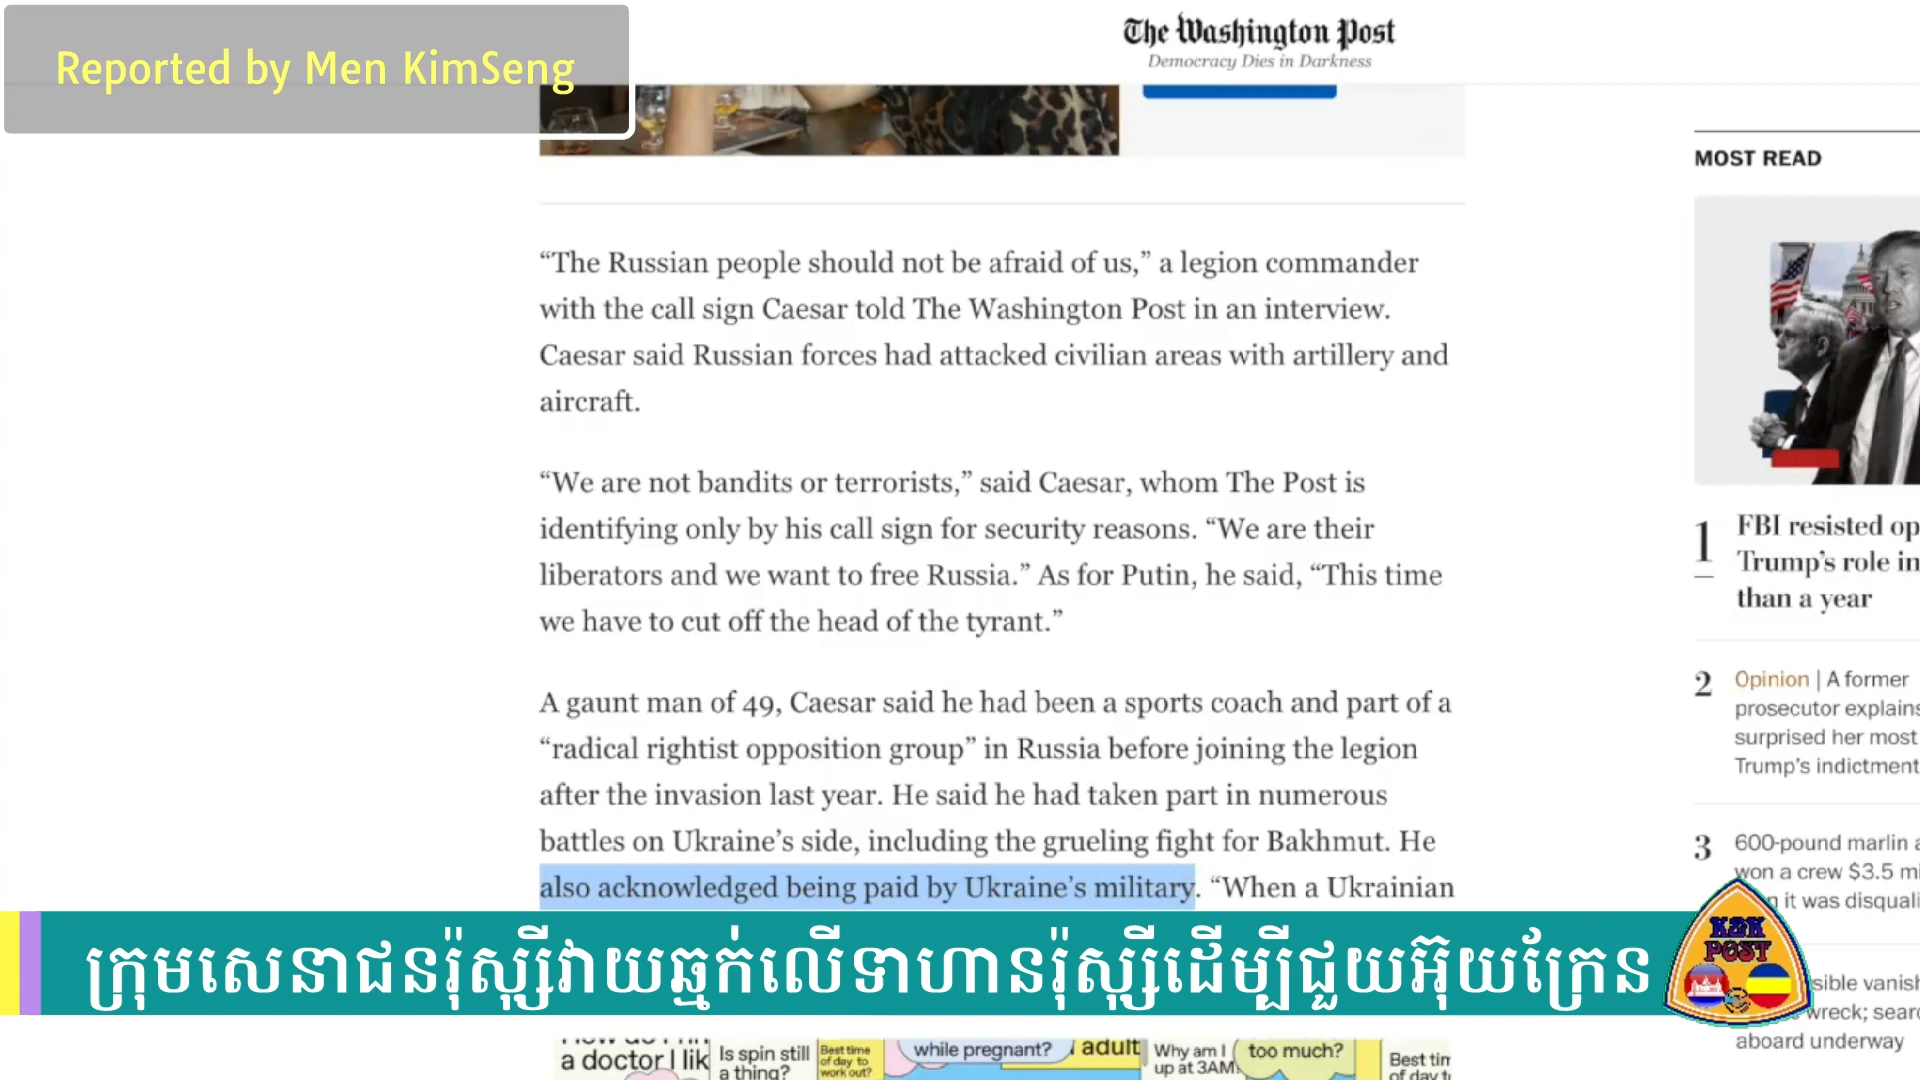 Reported by Men KimSeng
The Washington Post
Democracy Dies in Darkness
“The Russian people should not be afraid of us,” a legion commander
with the call sign Caesar told The Washington Post in an interview.
Caesar said Russian forces had attacked civilian areas with artillery and
aircraft.
“We are not bandits or terrorists,” said Caesar, whom The Post is
identifying only by his call sign for security reasons. “We are their
liberators and we want to free Russia.” As for Putin, he said, “This time
we have to cut off the head of the tyrant.”
A gaunt man of 49, Caesar said he had been a sports coach and part of a
“radical rightist opposition group” in Russia before joining the legion
after the invasion last year. He said he had taken part in numerous
battles on Ukraine’s side, including the grueling fight for Bakhmut. He
also acknowledged being paid by Ukraine’s military. “When a Ukrainian
MOST READ
1
FBI resisted op
Trump’s role in
than a year
2
Opinion | A former
prosecutor explains
surprised her most
Trump’s indictment
3
600-pound marlin
won a crew $3.5 mi
it was disquali
vanish
wreck; sear
aboard underway
ក្រុមសេនាជនរ៉ុស្ស៊ីវាយឆ្មក់លើទាហានរ៉ុស្ស៊ីដើម្បីជួយអ៊ុយក្រែន
K&K
POST
a doctor I lik
Is spin still
a thing?
Best time
of day to
work out?
while pregnant?
adult
Why am I
up at 3AM
too much?
Best tim